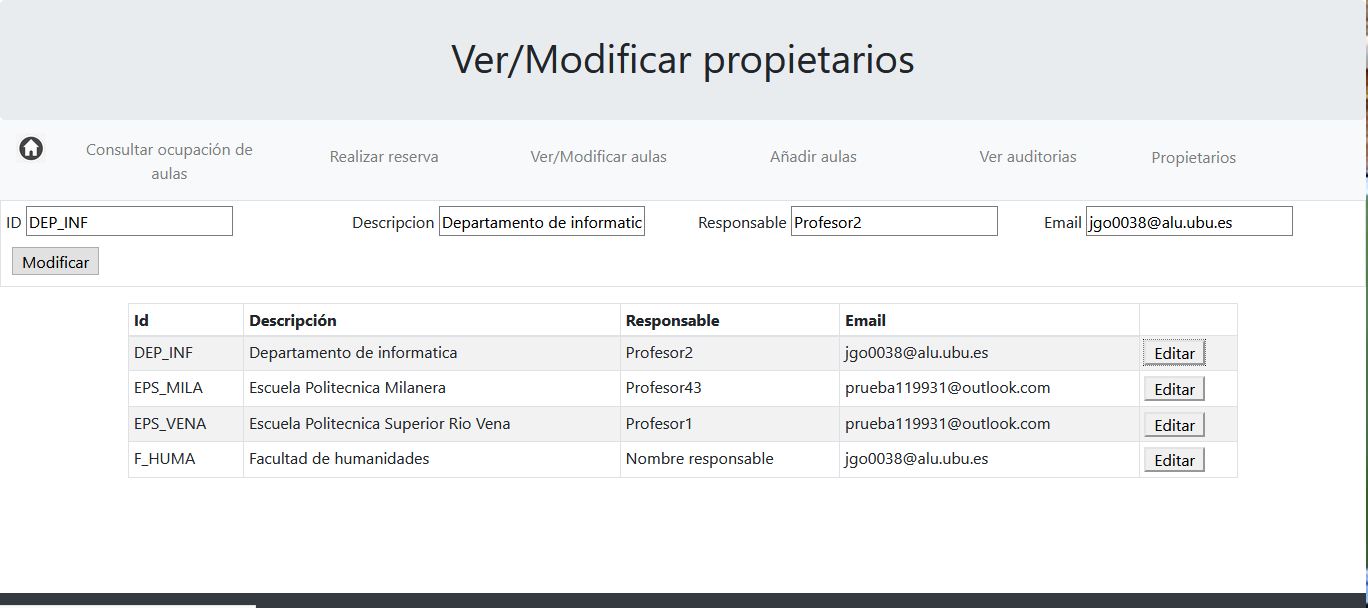 Ver/Modificar propietarios
Consultar ocupación de
aulas
Realizar reserva
Ver/Modificar aulas
Añadir aulas
Ver auditorias
Propietarios
ID DEP_INF Descripcion Departamento de informatic Responsable Profesor2 Email jgo0038@alu.ubu.es
Modificar
Id Descripción Responsable Email
DEP_INF Departamento de informatica Profesor2 jgo0038@alu.ubu.es Editar
EPS_MILA Escuela Politecnica Milanera Profesor43 prueba119931@outlook.com Editar
EPS_VENA Escuela Politecnica Superior Rio Vena Profesor1 prueba119931@outlook.com Editar
F_HUMA Facultad de humanidades Nombre responsable jgo0038@alu.ubu.es Editar